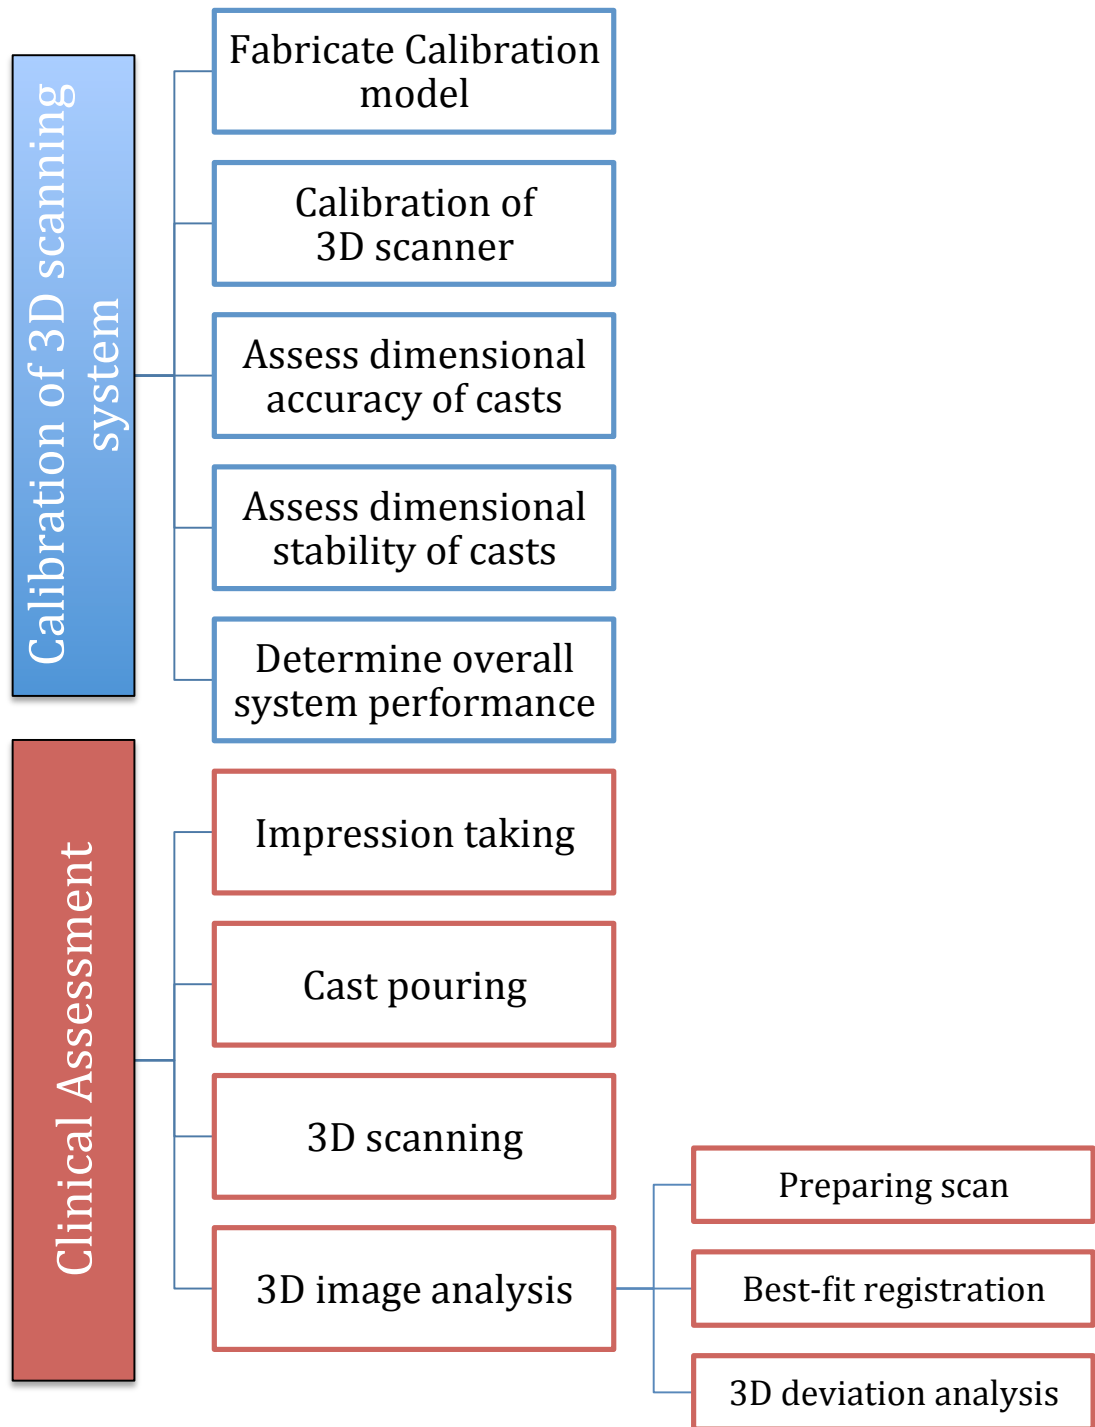 Calibration of 3D scanning
system
Fabricate Calibration
model
Calibration of
3D scanner
Assess dimensional
accuracy of casts
Assess dimensional
stability of casts
Determine overall
system performance
Clinical Assessment
Impression taking
Cast pouring
3D scanning
3D image analysis
Preparing scan
Best-fit registration
3D deviation analysis